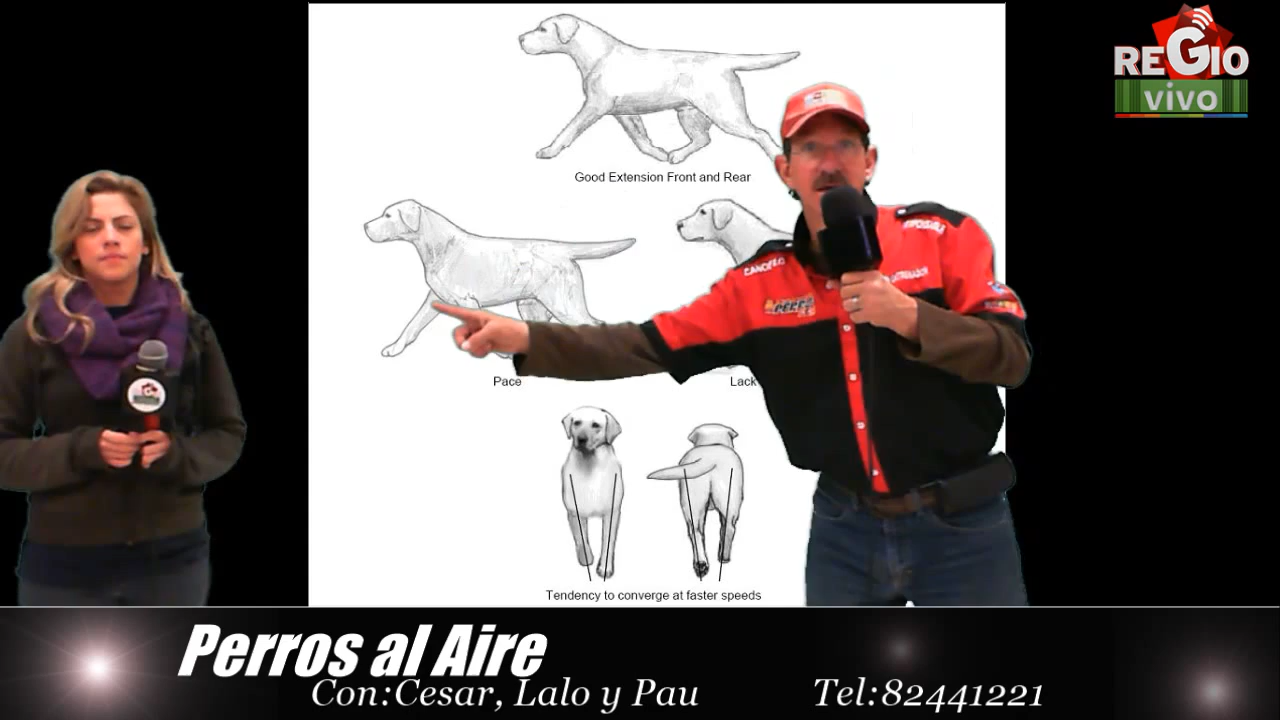 REGIO
vivo
Good Extension Front and Rear
Pace
Lack
CANOFILO
Tendency to converge at faster speeds
Perros al Aire
Con:Cesar, Lalo y Pau
Tel:82441221